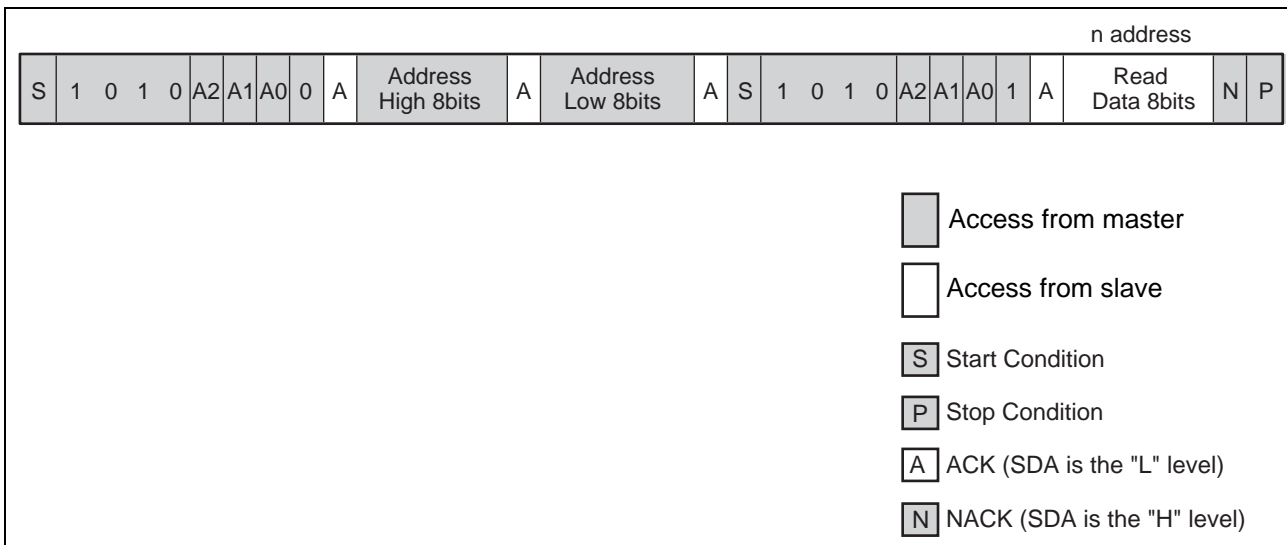 n address
S 1 0 1 0 A2 A1 A0 0 A Address High 8bits A Address Low 8bits A S 1 0 1 0 A2 A1 A0 1 A Read Data 8bits N P
Access from master
Access from slave
S Start Condition
P Stop Condition
A ACK (SDA is the "L" level)
N NACK (SDA is the "H" level)